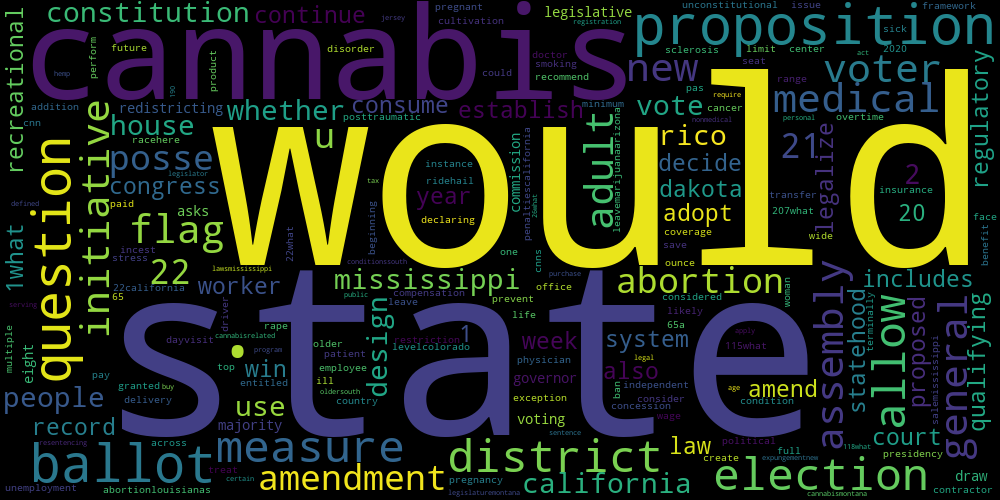 constitution
continue
pregnant
cultivation
jersey
registration
legislative
unconstitutional
issue
framework
recreational
cannabis
proposition
future
perform
disorder
product
doctor
smoking
could
recommend
sclerosis
limit
center
act
2020
sick
hemp
190
addition
cnn
redistricting
whether
consume
establish
minimum
new
seat
pas
range
voter
medical
regulatory
house
racehere
u
posttraumatic
vote
cancer
require
nonmedical
personal
overtime
initiative
question
posse
congress
legislator
tax
instance
ridehail
year
declaring
commission
penaltiescalifornia
26what
adult
leavemarijuanaarizona
rico
decide
dakota
adopt
coverage
save
ounce
purchase
21
legalize
transfer
207what
wide
2
insurance
20
face
benefit
defined
paid
asks
flag
22what
beginning
would
1what
incest
stress
22
22california
65
worker
lawsmississippi
conditionssouth
mississippi
one
cnns
office
public
compensation
leave
prevent
considered
abortion
woman
includes
assembly
statehood
allow
proposed
general
qualifying
serving
multiple
eight
people
pay
granted
buy
delivery
dayvisit
driver
cannabisrelated
program
rape
older
patient
top
win
entitled
employee
ill
country
design
levelcolorado
restriction
1
life
week
physician
governor
exception
voting
system
likely
65a
also
legal
ban
independent
consider
concession
wage
115what
apply
amend
age
condition
terminally
salemississippi
state
record
use
majority
across
measure
treat
certain
resentencing
ballot
unemployment
abortionlouisianas
amendment
district
pregnancy
legislaturemontana
sentence
california
law
create
political
full
expungementnew
election
118what
court
presidency
draw
contractor
cannabismontana
oldersouth